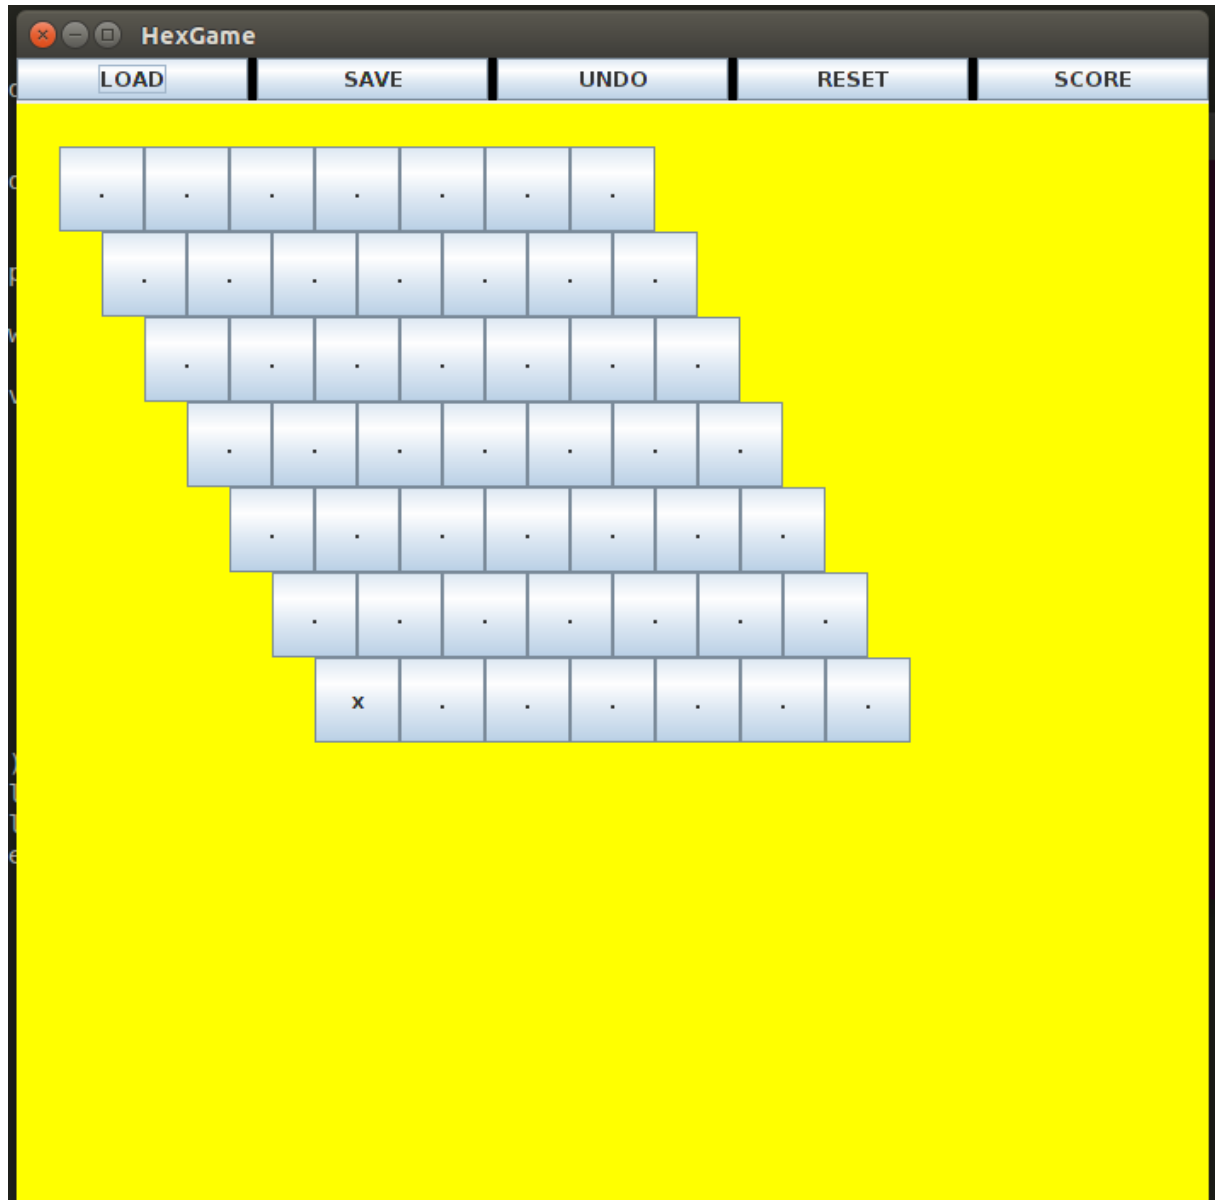 HexGame
LOAD SAVE UNDO RESET SCORE
. . . . . . .
. . . . . . .
. . . . . . .
. . . . . . .
. . . . . . .
. . . . . . .
x . . . . . .